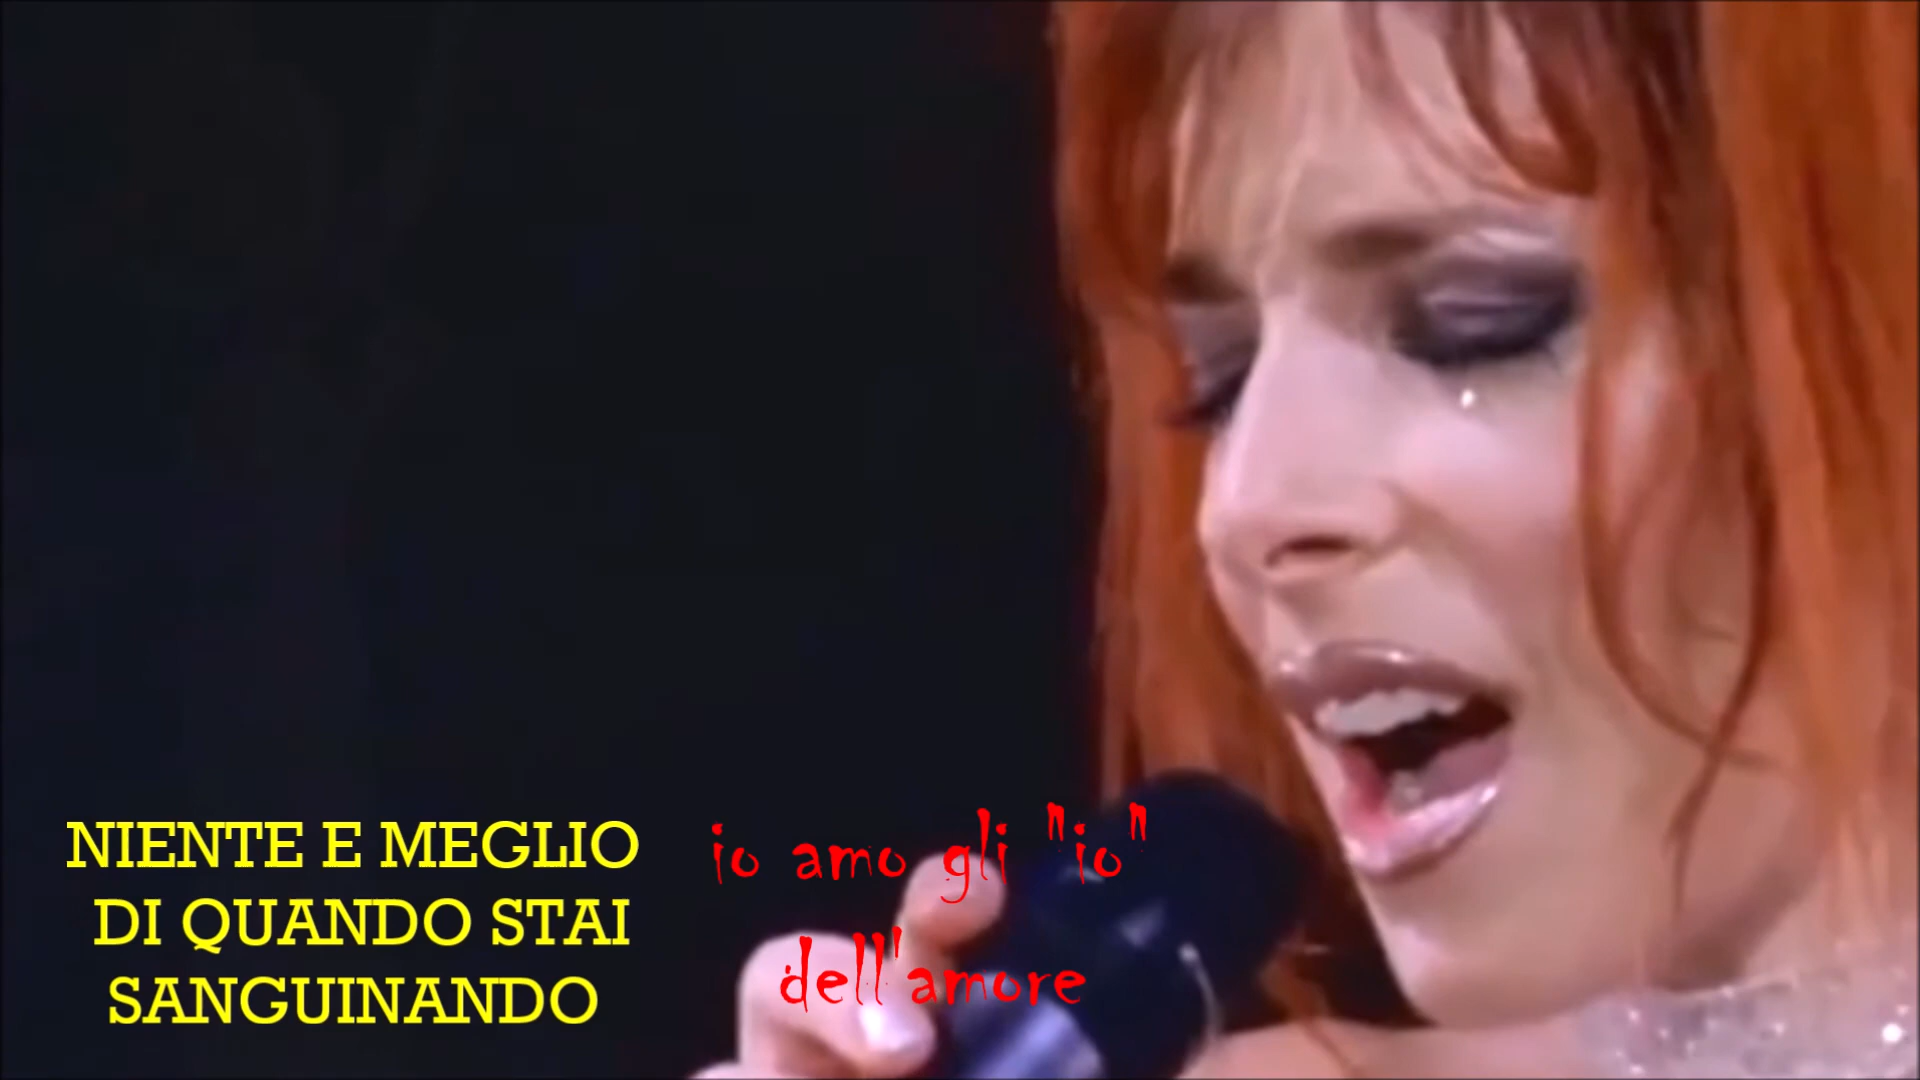 NIENTE E MEGLIO
DI QUANDO STAI
SANGUINANDO
io amo gli "io"
dell'amore